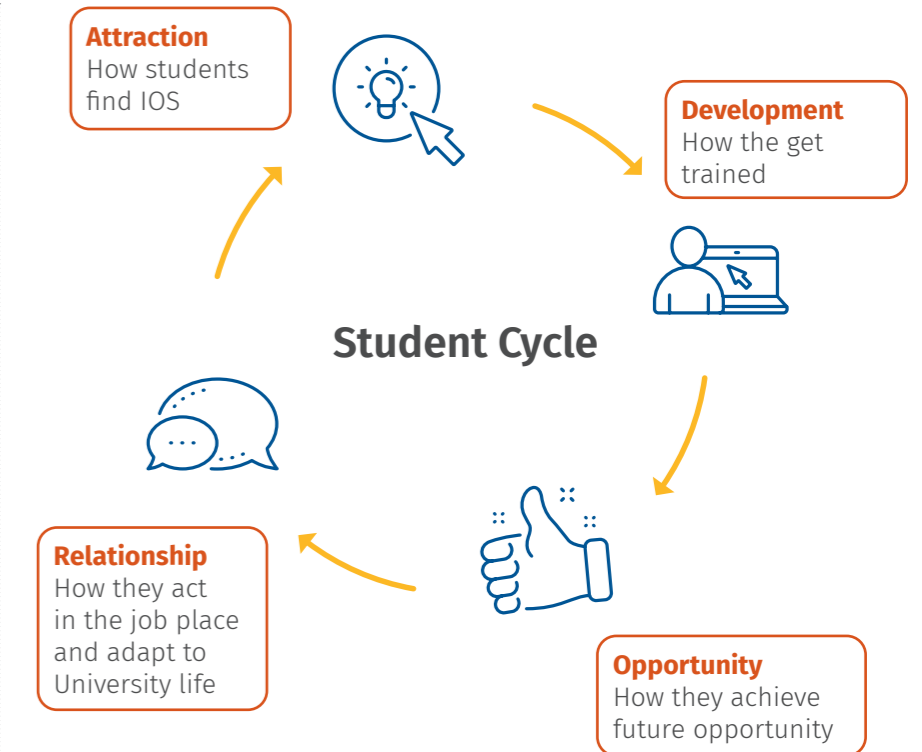 Attraction
How students
find IOS
Development
How the get
trained
Student Cycle
Relationship
How they act
in the job place
and adapt to
University life
Opportunity
How they achieve
future opportunity